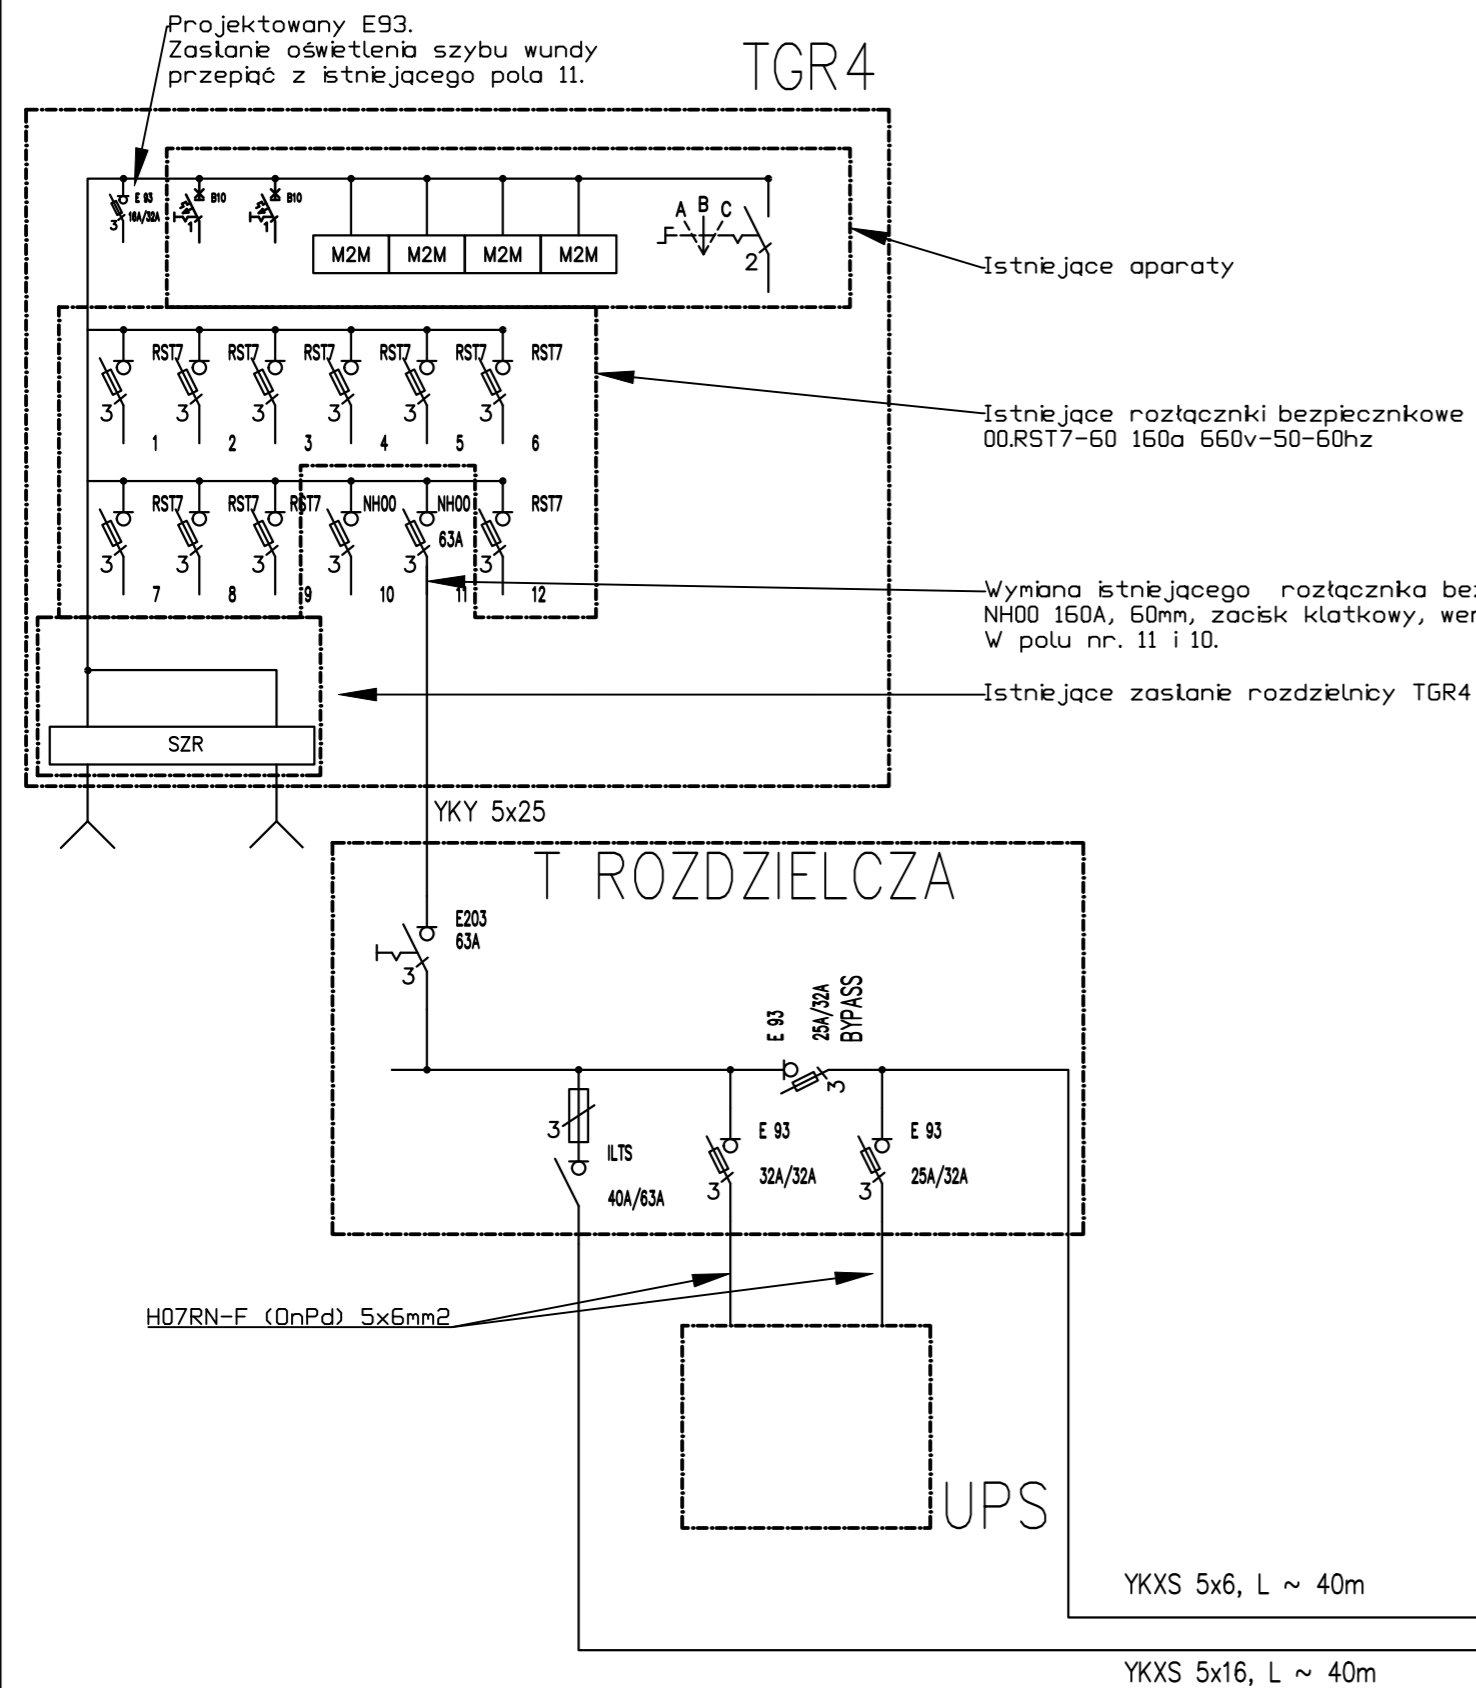 Projektowany E93.
Zasilanie oświetlenia szybu wundy
przepiąć z istniejącego pola 11.
TGR4
E 93
16A/32A
3
B10
1
B10
1
M2M
M2M
M2M
M2M
A B C
2
Istniejące aparaty
RST7
RST7
RST7
RST7
RST7
RST7
3
3
3
3
3
3
1
2
3
4
5
6
Istniejące rozłączniki bezpiecznikowe
00.RST7-60 160a 660v-50-60hz
RST7
RST7
RST7
NH00
NH00
63A
RST7
3
3
3
3
3
3
7
8
9
10
11
12
Wymiana istniejącego rozłącznika
NH00 160A, 60mm, zacisk klatkowy,
W polu nr. 11 i 10.
Istniejące zasilanie rozdzielnicy TGR4
SZR
YKY 5x25
T ROZDZIELCZA
E203
63A
3
E 93
25A/32A
BYPASS
3
3
ILTS
40A/63A
E 93
32A/32A
3
E 93
25A/32A
3
H07RN-F (OnPd) 5x6mm2
UPS
YKXS 5x6, L ~ 40m
YKXS 5x16, L ~ 40m